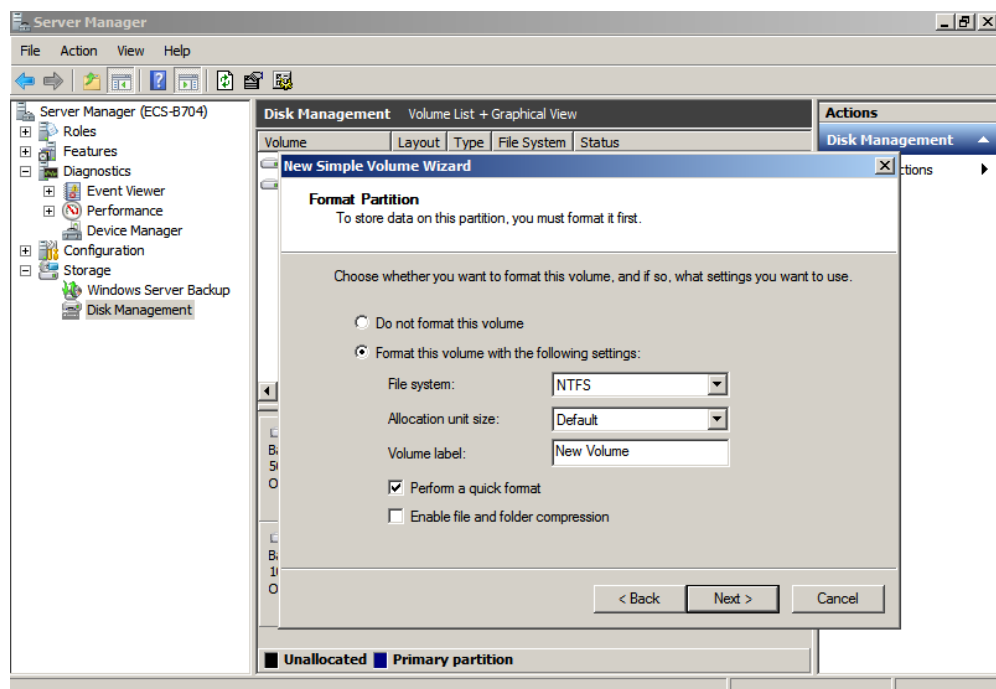 Server Manager
File Action View Help
Server Manager (ECS-B704)
Roles
Features
Diagnostics
Event Viewer
Performance
Device Manager
Configuration
Storage
Windows Server Backup
Disk Management
Disk Management Volume List + Graphical View
Volume Layout Type File System Status
Actions
Disk Management
New Simple Volume Wizard
Format Partition
To store data on this partition, you must format it first.
Choose whether you want to format this volume, and if so, what settings you want to use.
Do not format this volume
Format this volume with the following settings:
File system: NTFS
Allocation unit size: Default
Volume label: New Volume
Perform a quick format
Enable file and folder compression
< Back Next > Cancel
Unallocated Primary partition